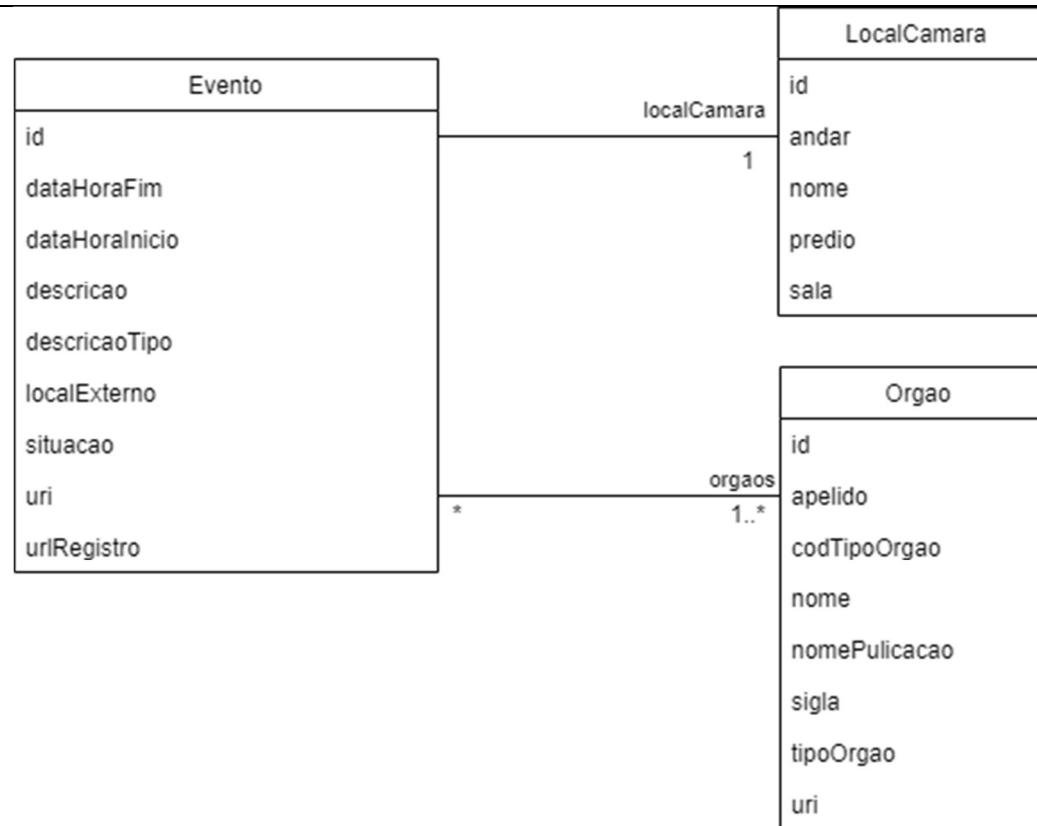 Evento
id
dataHoraFim
dataHoraInicio
descricao
descricaoTipo
localExterno
situacao
uri
urlRegistro
localCamara
1
LocalCamara
id
andar
nome
predio
sala
orgaos
*
1..*
Orgao
id
apelido
codTipoOrgao
nome
nomePulicacao
sigla
tipoOrgao
uri